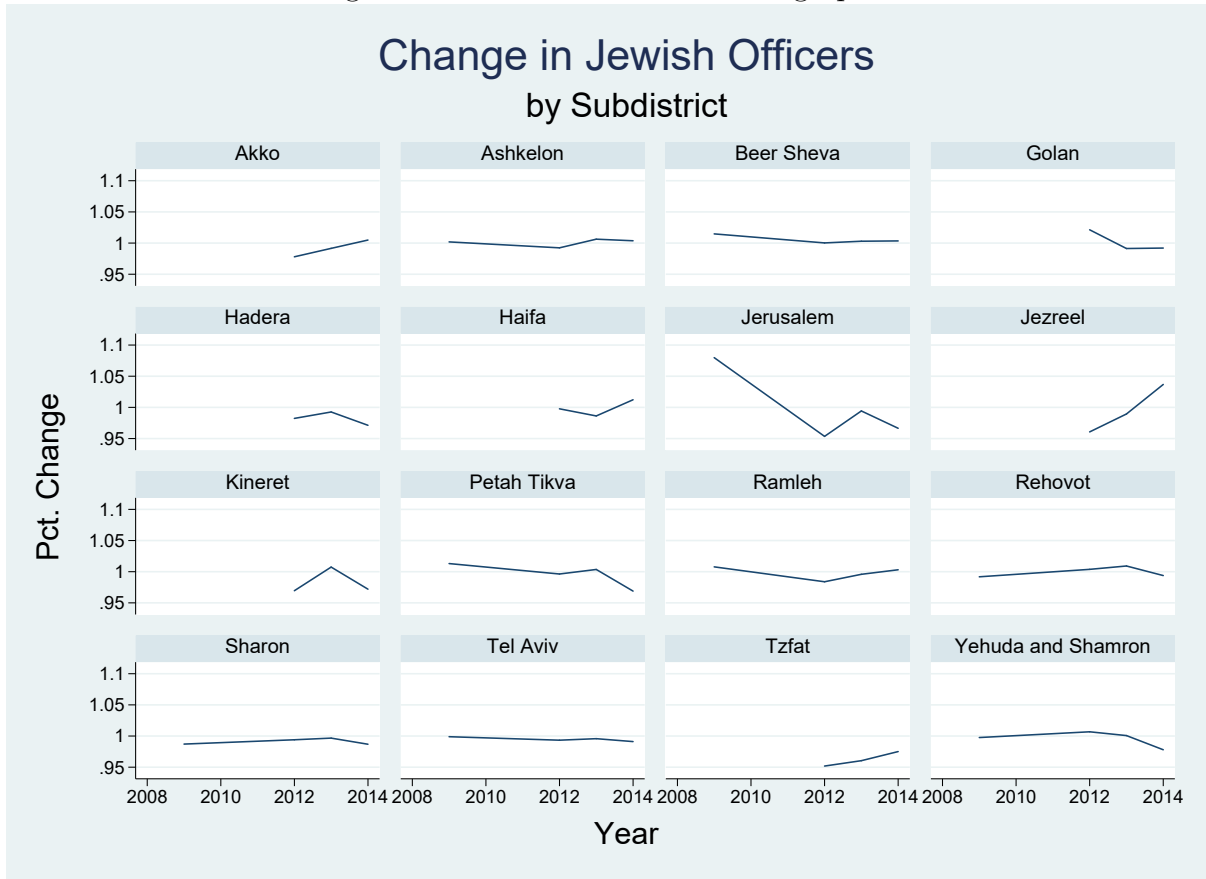 Change in Jewish Officers
by Subdistrict
Akko Ashkelon Beer Sheva Golan
1.1
1.05
1
.95
Hadera Haifa Jerusalem Jezreel
1.1
1.05
1
.95
Kineret Petah Tikva Ramleh Rehovot
1.1
1.05
1
.95
Sharon Tel Aviv Tzfat Yehuda and Shamron
1.1
1.05
1
.95
2008 2010 2012 2014 2008 2010 2012 2014 2008 2010 2012 2014 2008 2010 2012 2014
Pct. Change
Year